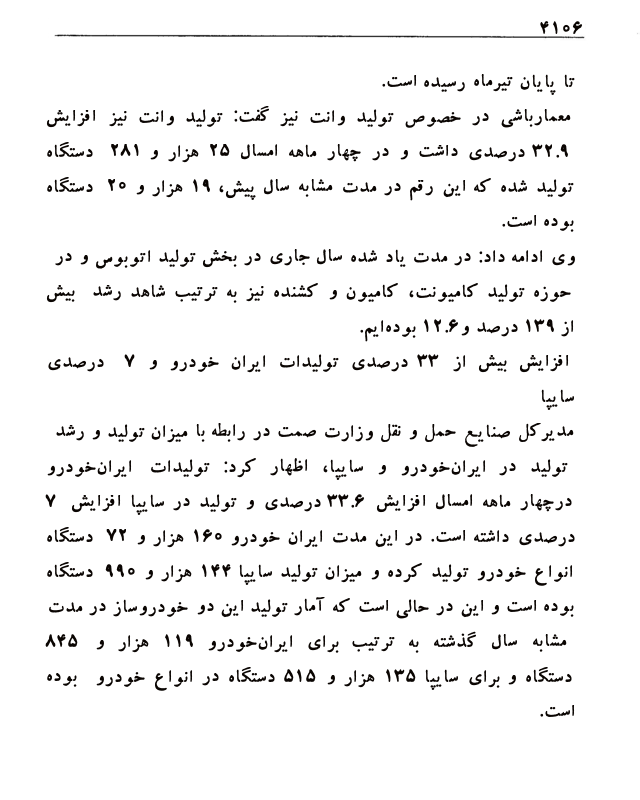 ۴۱۰۶
تا پایان تیرماه رسیده است.
معمارباشی در خصوص تولید وانت نیز گفت: تولید وانت نیز افزایش
۳۲.۹ درصدی داشت و در چهار ماهه امسال ۲۵ هزار و ۲۸۱ دستگاه
تولید شده که این رقم در مدت مشابه سال پیش، ۱۹ هزار و ۲۰ دستگاه
بوده است.
وی ادامه داد: در مدت یاد شده سال جاری در بخش تولید اتوبوس و در
حوزه تولید کامیونت، کامیون و کشنده نیز به ترتیب شاهد رشد بیش
از ۱۳۹ درصد و ۱۲.۶ بوده‌ایم.
افزایش بیش از ۳۳ درصدی تولیدات ایران خودرو و ۷ درصدی
سایپا
مدیرکل صنایع حمل و نقل وزارت صمت در رابطه با میزان تولید و رشد
تولید در ایران‌خودرو و سایپا، اظهار کرد: تولیدات ایران‌خودرو
درچهار ماهه امسال افزایش ۳۳.۶ درصدی و تولید در سایپا افزایش ۷
درصدی داشته است. در این مدت ایران خودرو ۱۶۰ هزار و ۷۲ دستگاه
انواع خودرو تولید کرده و میزان تولید سایپا ۱۴۴ هزار و ۹۹۰ دستگاه
بوده است و این در حالی است که آمار تولید این دو خودروساز در مدت
مشابه سال گذشته به ترتیب برای ایران‌خودرو ۱۱۹ هزار و ۸۴۵
دستگاه و برای سایپا ۱۳۵ هزار و ۵۱۵ دستگاه در انواع خودرو بوده
است.